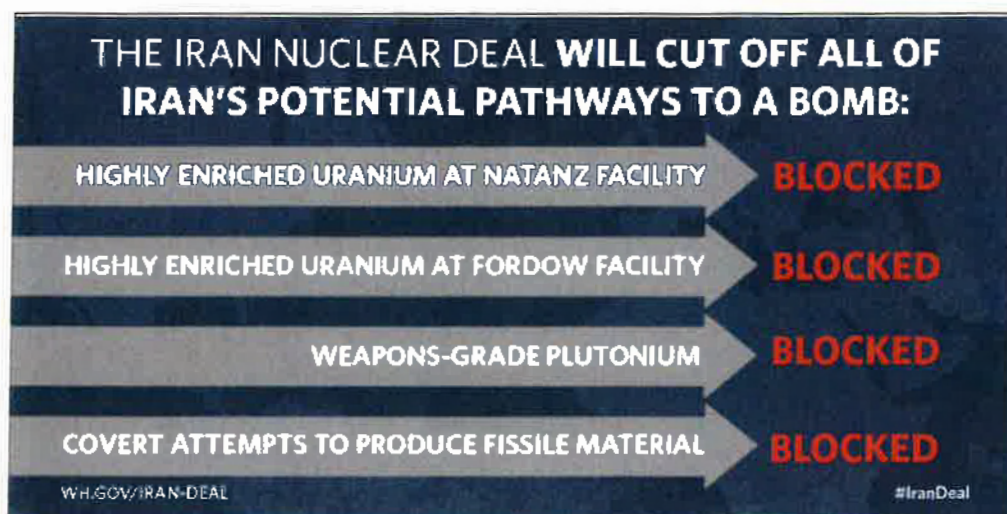 THE IRAN NUCLEAR DEAL WILL CUT OFF ALL OF
IRAN'S POTENTIAL PATHWAYS TO A BOMB:
HIGHLY ENRICHED URANIUM AT NATANZ FACILITY BLOCKED
HIGHLY ENRICHED URANIUM AT FORDOW FACILITY BLOCKED
WEAPONS-GRADE PLUTONIUM BLOCKED
COVERT ATTEMPTS TO PRODUCE FISSILE MATERIAL BLOCKED
WH.GOV/IRAN-DEAL #IranDeal